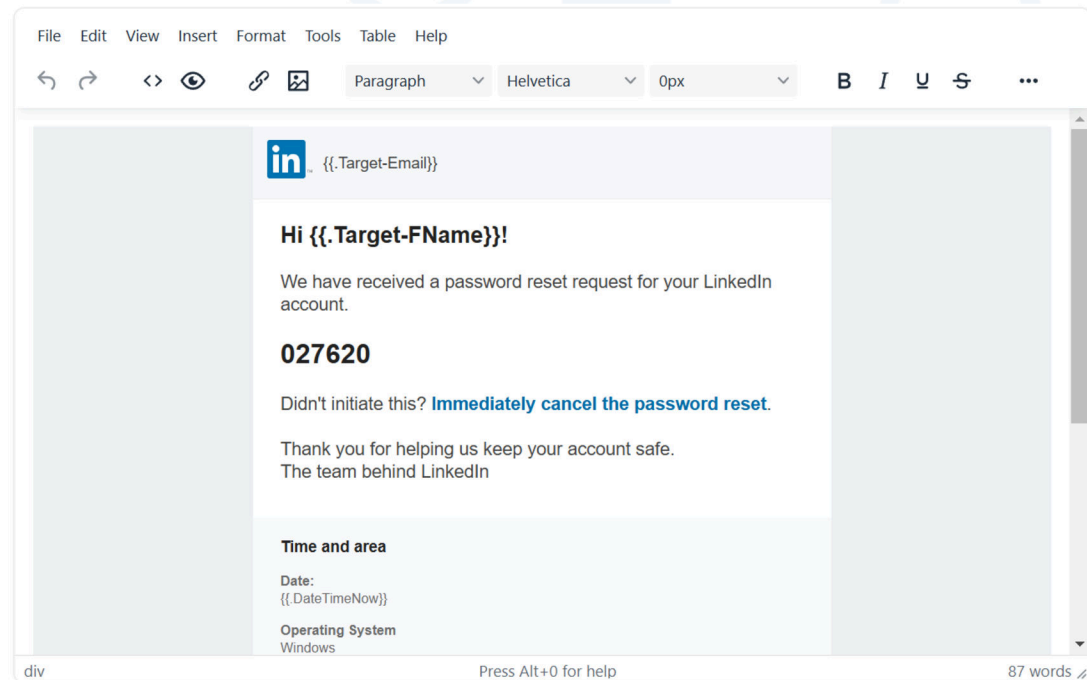 File Edit View Insert Format Tools Table Help
Paragraph Helvetica 0px B I U S
in {{.Target-Email}}
Hi {{.Target-FName}}!
We have received a password reset request for your LinkedIn
account.
027620
Didn't initiate this? Immediately cancel the password reset.
Thank you for helping us keep your account safe.
The team behind LinkedIn
Time and area
Date:
{{.DateTimeNow}}
Operating System
Windows
div Press Alt+0 for help 87 words